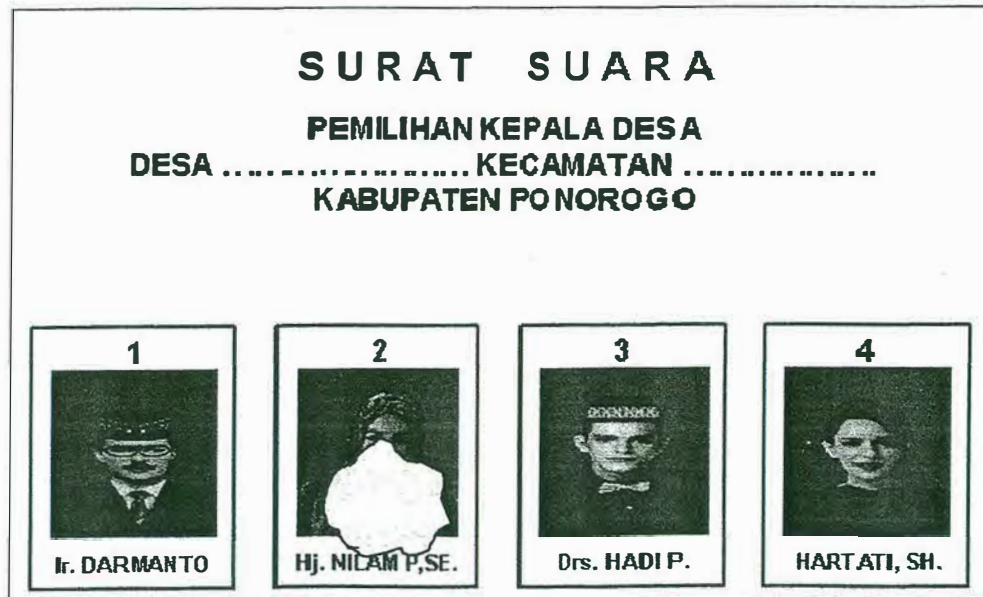 SURAT SUARA
PEMILIHAN KEPALA DESA
DESA ........................ KECAMATAN ...................
KABUPATEN PONOROGO
1
2
3
4
Ir. DARMANTO
Hj. NILAM P,SE.
Drs. HADI P.
HARTATI, SH.